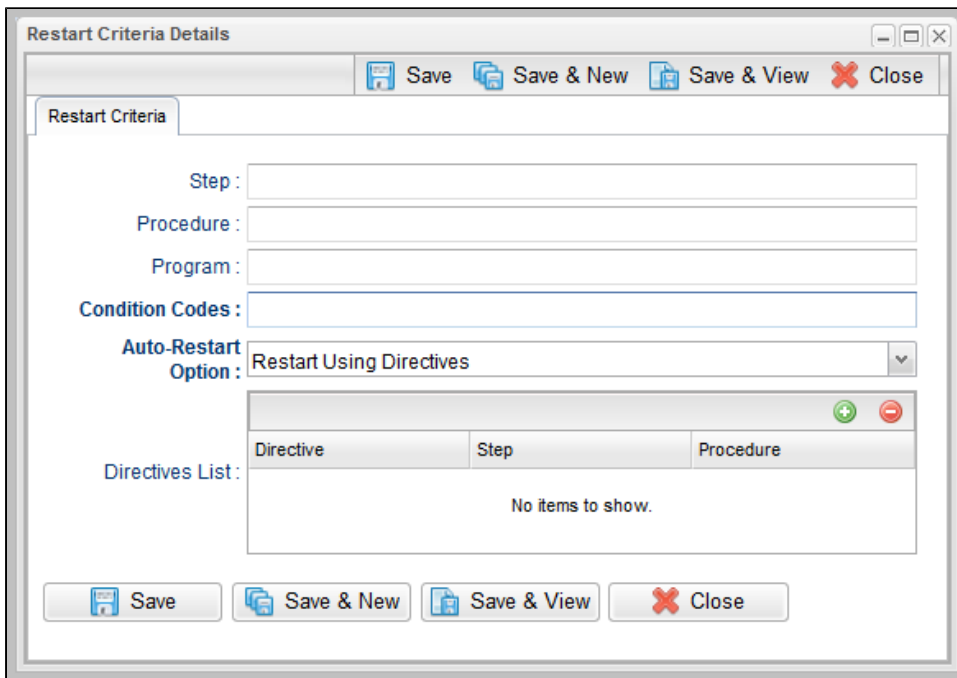 Restart Criteria Details
Save Save & New Save & View Close
Restart Criteria
Step :
Procedure :
Program :
Condition Codes :
Auto-Restart
Option :
Restart Using Directives
Directives List :
Directive Step Procedure
No items to show.
Save Save & New Save & View Close